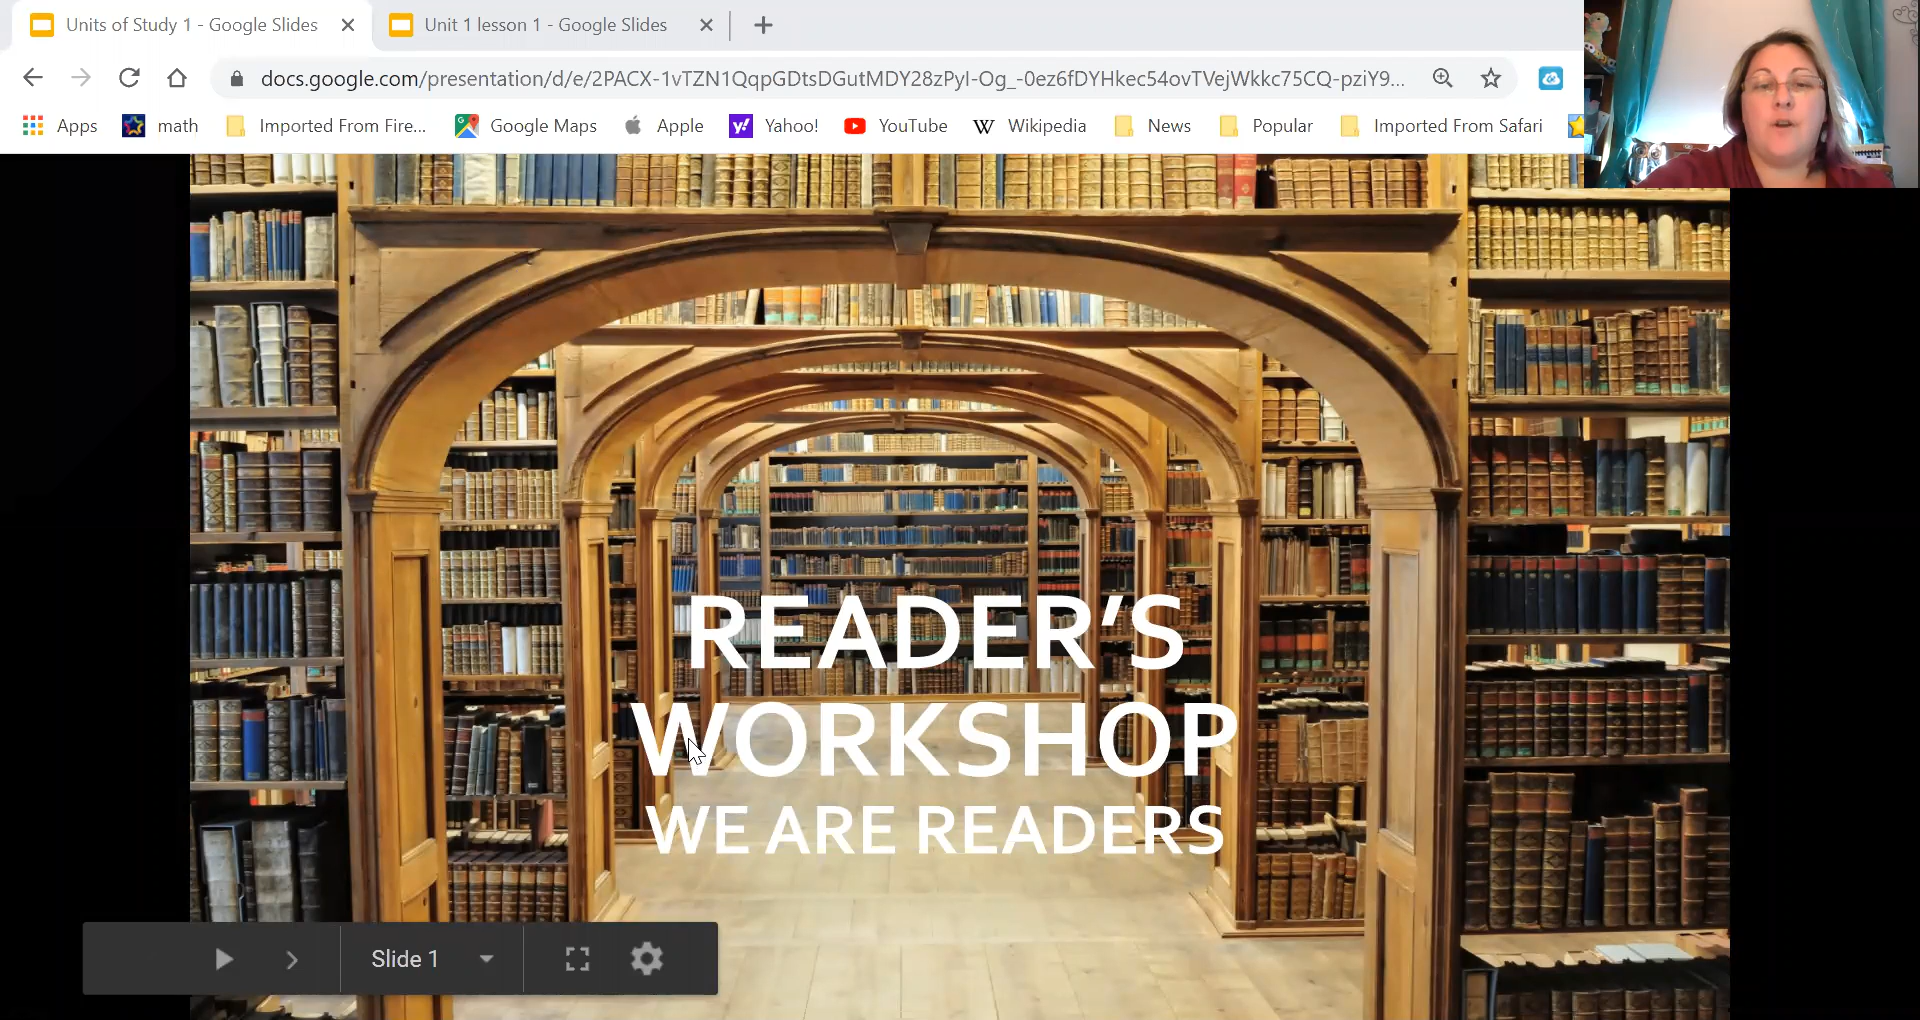 Units of Study 1 - Google Slides
Unit 1 lesson 1 - Google Slides
docs.google.com/presentation/d/e/2PACX-1vTZN1QqpGDtsDGutMDY28zPyI-Og_-0ez6fDYHkec54ovTVejWkkc75CQ-pziY9...
Apps math Imported From Fire... Google Maps Apple y! Yahoo! YouTube W Wikipedia News Popular Imported From Safari
READER'S
WORKSHOP
WE ARE READERS
Slide 1